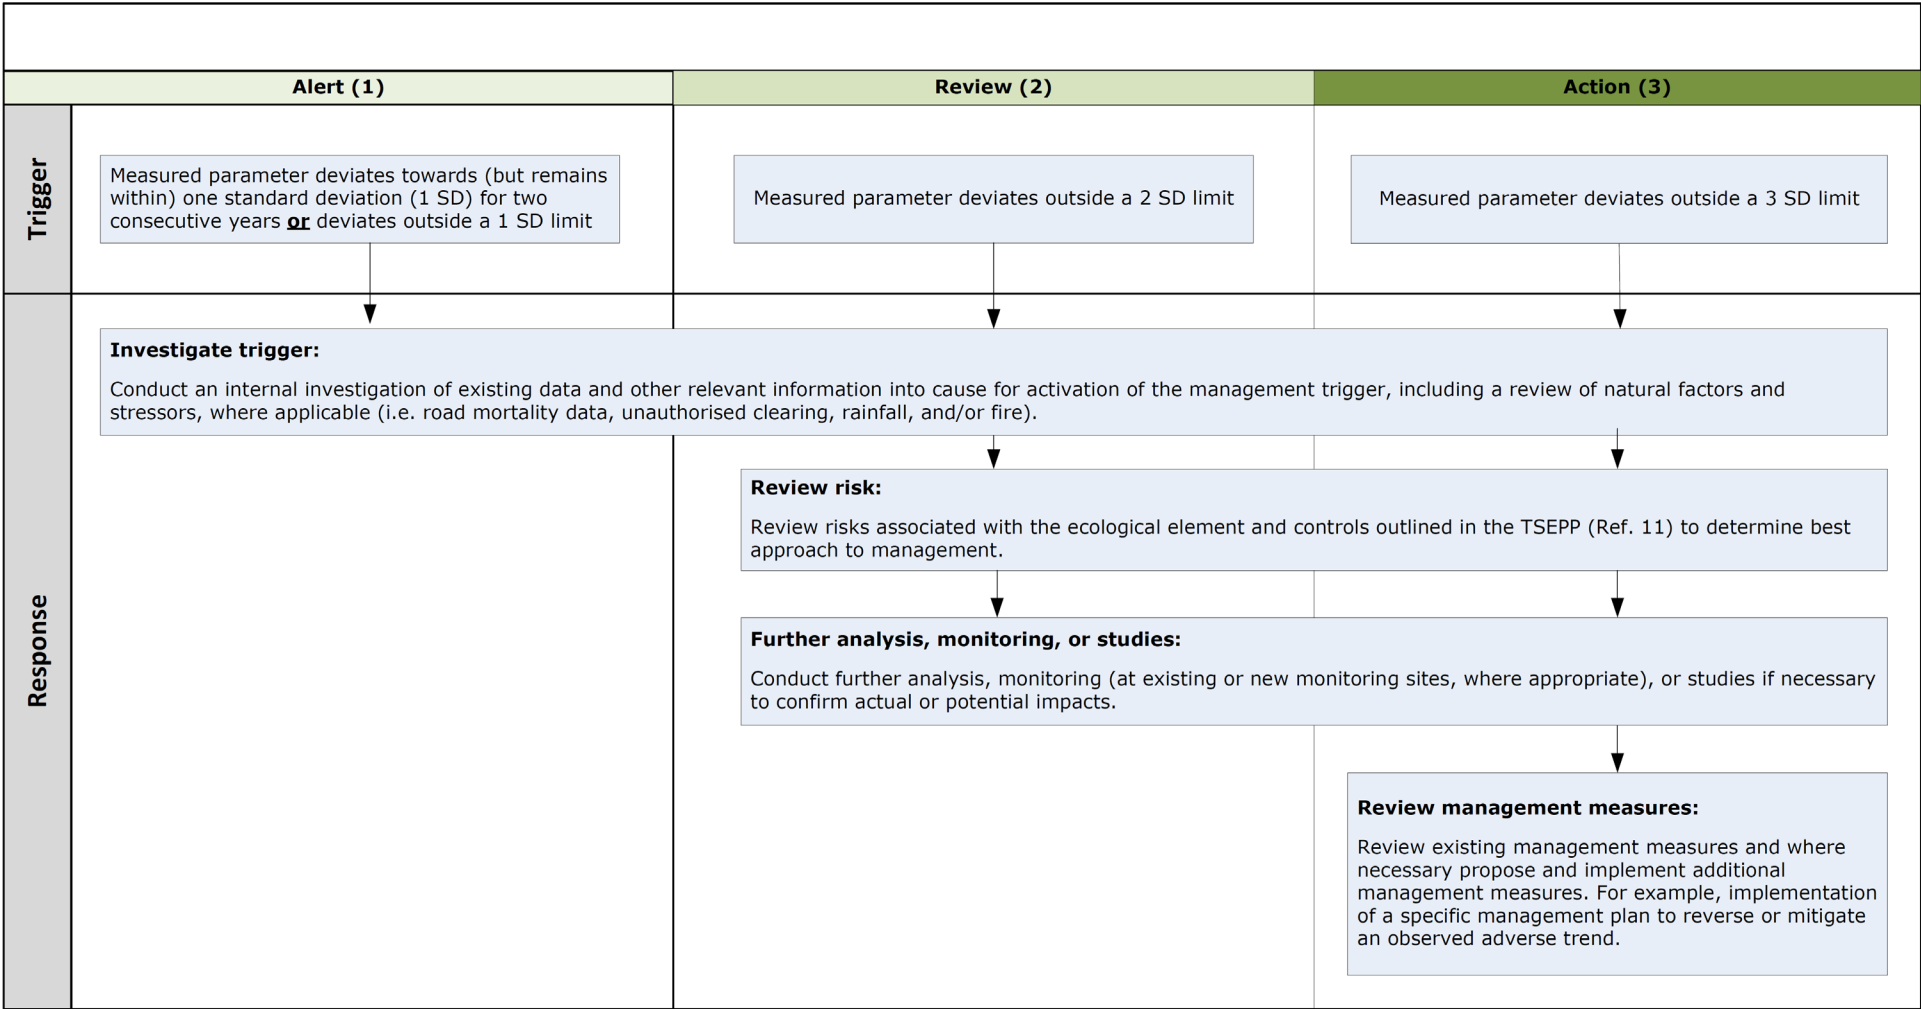 Alert (1)
Review (2)
Action (3)
Trigger
Measured parameter deviates towards (but remains
within) one standard deviation (1 SD) for two
consecutive years or deviates outside a 1 SD limit
Measured parameter deviates outside a 2 SD limit
Measured parameter deviates outside a 3 SD limit
Response
Investigate trigger:
Conduct an internal investigation of existing data and other relevant information into cause for activation of the management trigger, including a review of natural factors and
stressors, where applicable (i.e. road mortality data, unauthorised clearing, rainfall, and/or fire).
Review risk:
Review risks associated with the ecological element and controls outlined in the TSEPP (Ref. 11) to determine best
approach to management.
Further analysis, monitoring, or studies:
Conduct further analysis, monitoring (at existing or new monitoring sites, where appropriate), or studies if necessary
to confirm actual or potential impacts.
Review management measures:
Review existing management measures and where
necessary propose and implement additional
management measures. For example, implementation
of a specific management plan to reverse or mitigate
an observed adverse trend.